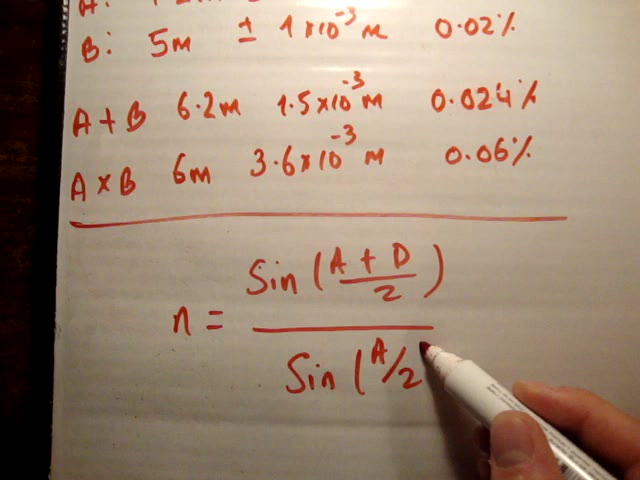 A:
B: 5m ± 1×10⁻³ m 0.02%
A+B 6.2m 1.5×10⁻³ m 0.024%
A×B 6m 3.6×10⁻³ m 0.06%
Sin (A + D / 2)
n =
Sin (A/2